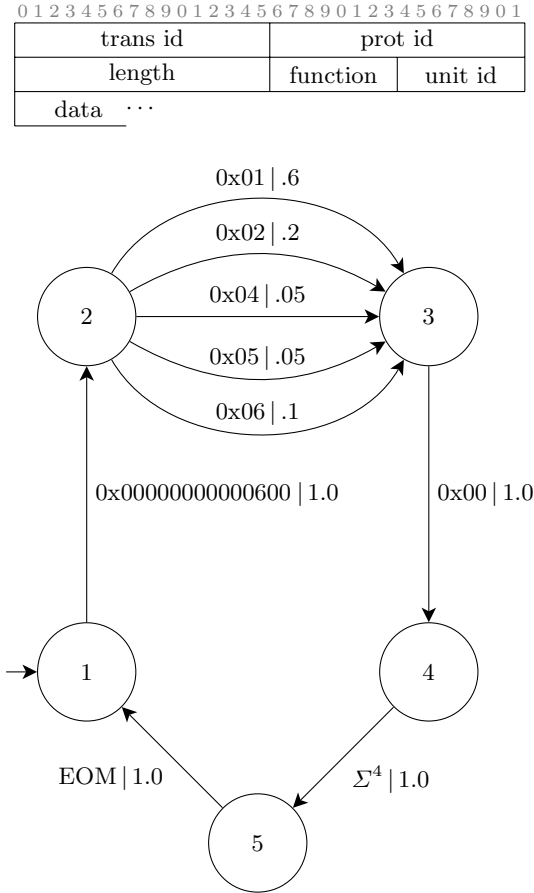 0 1 2 3 4 5 6 7 8 9 0 1 2 3 4 5 6 7 8 9 0 1 2 3 4 5 6 7 8 9 0 1
trans id prot id
length function unit id
data ···
0x01 | .6
0x02 | .2
2 0x04 | .05 3
0x05 | .05
0x06 | .1
0x00000000000600 | 1.0 0x00 | 1.0
1 4
EOM | 1.0 Σ⁴ | 1.0
5